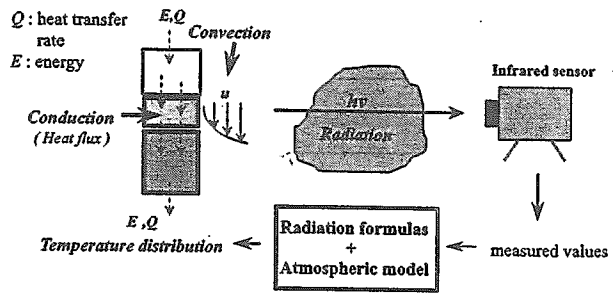 Q : heat transfer
rate
E : energy
E,Q
Convection
u
Conduction
( Heat flux )
hν
Radiation
Infrared sensor
E ,Q
Temperature distribution
Radiation formulas
+
Atmospheric model
measured values